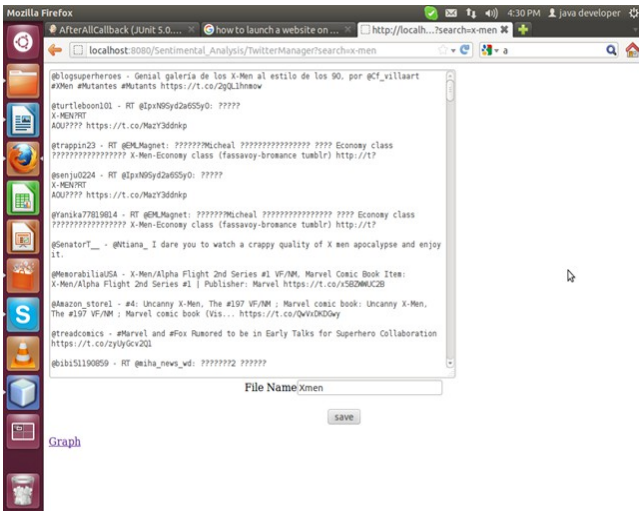 Mozilla Firefox
4:30 PM
java developer
AfterAllCallback (JUnit 5.0....
how to launch a website on ...
http://localh...?search=x-men
localhost:8080/Sentimental_Analysis/TwitterManager?search=x-men
a
@blogsuperheroes - Genial galería de los X-Men al estilo de los 90, por @Cf_villaart
#XMen #Mutantes #Mutants https://t.co/2gQL1hnmow
@turtleboon101 - RT @IpxN9Syd2a6S5yO: ?????
X-MEN?RT
AOU???? https://t.co/MazY3ddnkp
@trappin23 - RT @EMLMagnet: ???????Micheal ???????????????? ???? Economy class
????????????????? X-Men-Economy class (fassavoy-bromance tumblr) http://t?
@senju0224 - RT @IpxN9Syd2a6S5yO: ?????
X-MEN?RT
AOU???? https://t.co/MazY3ddnkp
@Yanika77819814 - RT @EMLMagnet: ???????Micheal ???????????????? ???? Economy class
????????????????? X-Men-Economy class (fassavoy-bromance tumblr) http://t?
@SenatorT__ - @Ntiana_ I dare you to watch a crappy quality of X men apocalypse and enjoy
it.
@MemorabiliaUSA - X-Men/Alpha Flight 2nd Series #1 VF/NM, Marvel Comic Book Item:
X-Men/Alpha Flight 2nd Series #1 | Publisher: Marvel https://t.co/x5BZWWUC2B
@Amazon_store1 - #4: Uncanny X-Men, The #197 VF/NM ; Marvel comic book: Uncanny X-Men,
The #197 VF/NM ; Marvel comic book (Vis... https://t.co/QwVxDKDGwy
@treadcomics - #Marvel and #Fox Rumored to be in Early Talks for Superhero Collaboration
https://t.co/zyUyGcv2Q1
@bibi51190859 - RT @miha_news_wd: ???????2 ??????
File Name Xmen
save
Graph